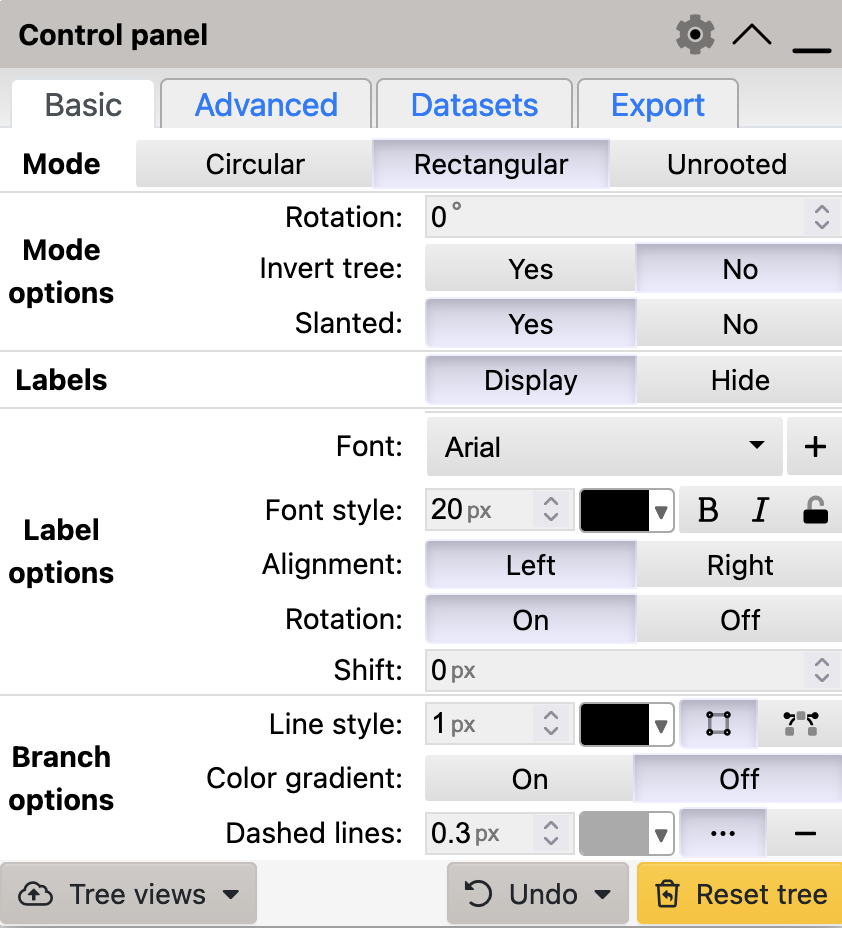 Control panel
Basic Advanced Datasets Export
Mode Circular Rectangular Unrooted
Mode options
Rotation: 0°
Invert tree: Yes No
Slanted: Yes No
Labels Display Hide
Label options
Font: Arial +
Font style: 20 px B I
Alignment: Left Right
Rotation: On Off
Shift: 0 px
Branch options
Line style: 1 px
Color gradient: On Off
Dashed lines: 0.3 px
Tree views Undo Reset tree